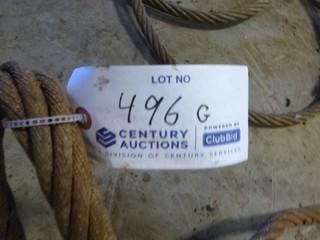 LOT NO
496 G
CENTURY AUCTIONS
POWERED BY ClubBid
A DIVISION OF CENTURY SERVICES